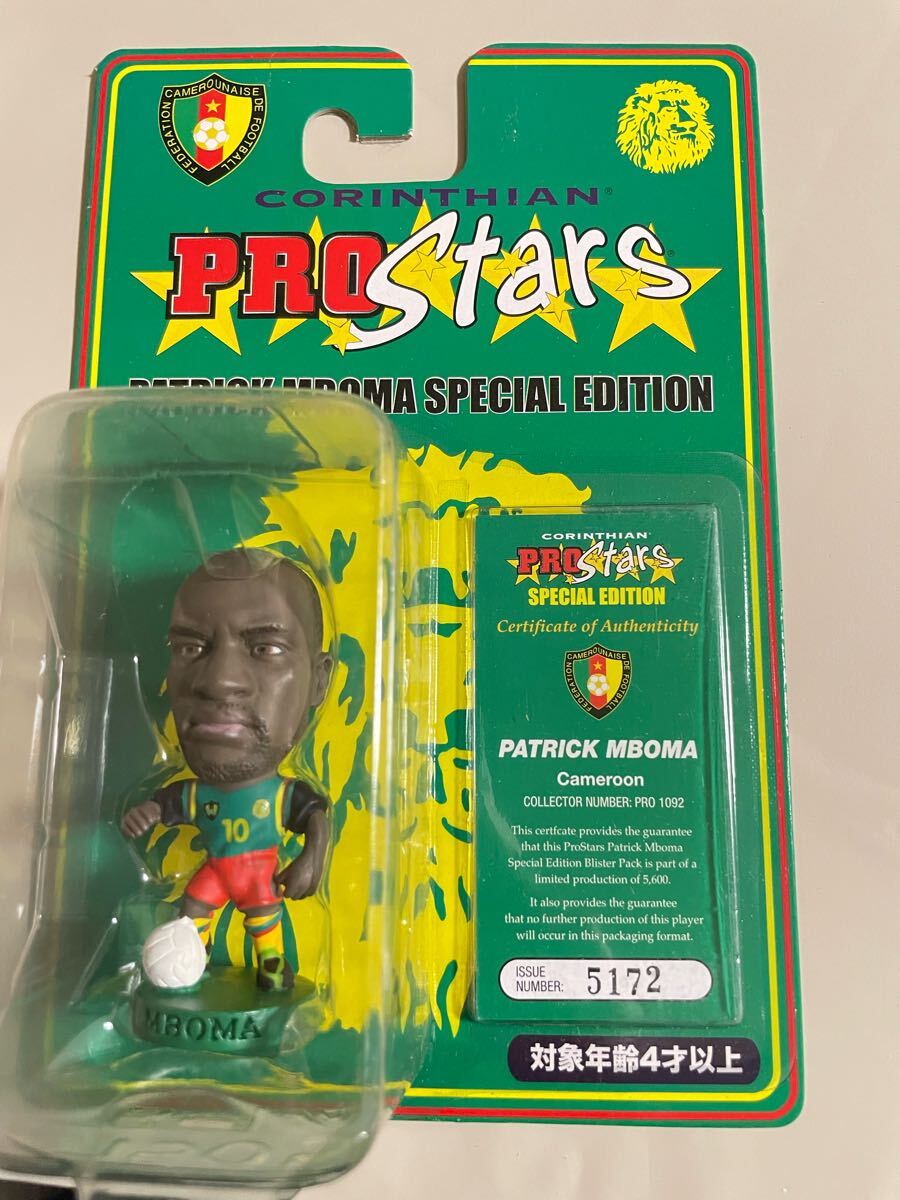 FEDERATION CAMEROUNAISE DE FOOTBALL
CORINTHIAN®
PROStars®
PATRICK MBOMA SPECIAL EDITION
CORINTHIAN®
PROStars
SPECIAL EDITION
Certificate of Authenticity
FEDERATION CAMEROUNAISE DE FOOTBALL
PATRICK MBOMA
Cameroon
COLLECTOR NUMBER: PRO 1092
This certfcate provides the guarantee
that this ProStars Patrick Mboma
Special Edition Blister Pack is part of a
limited production of 5,600.
It also provides the guarantee
that no further production of this player
will occur in this packaging format.
ISSUE
NUMBER: 5172
10
MBOMA
対象年齢4才以上